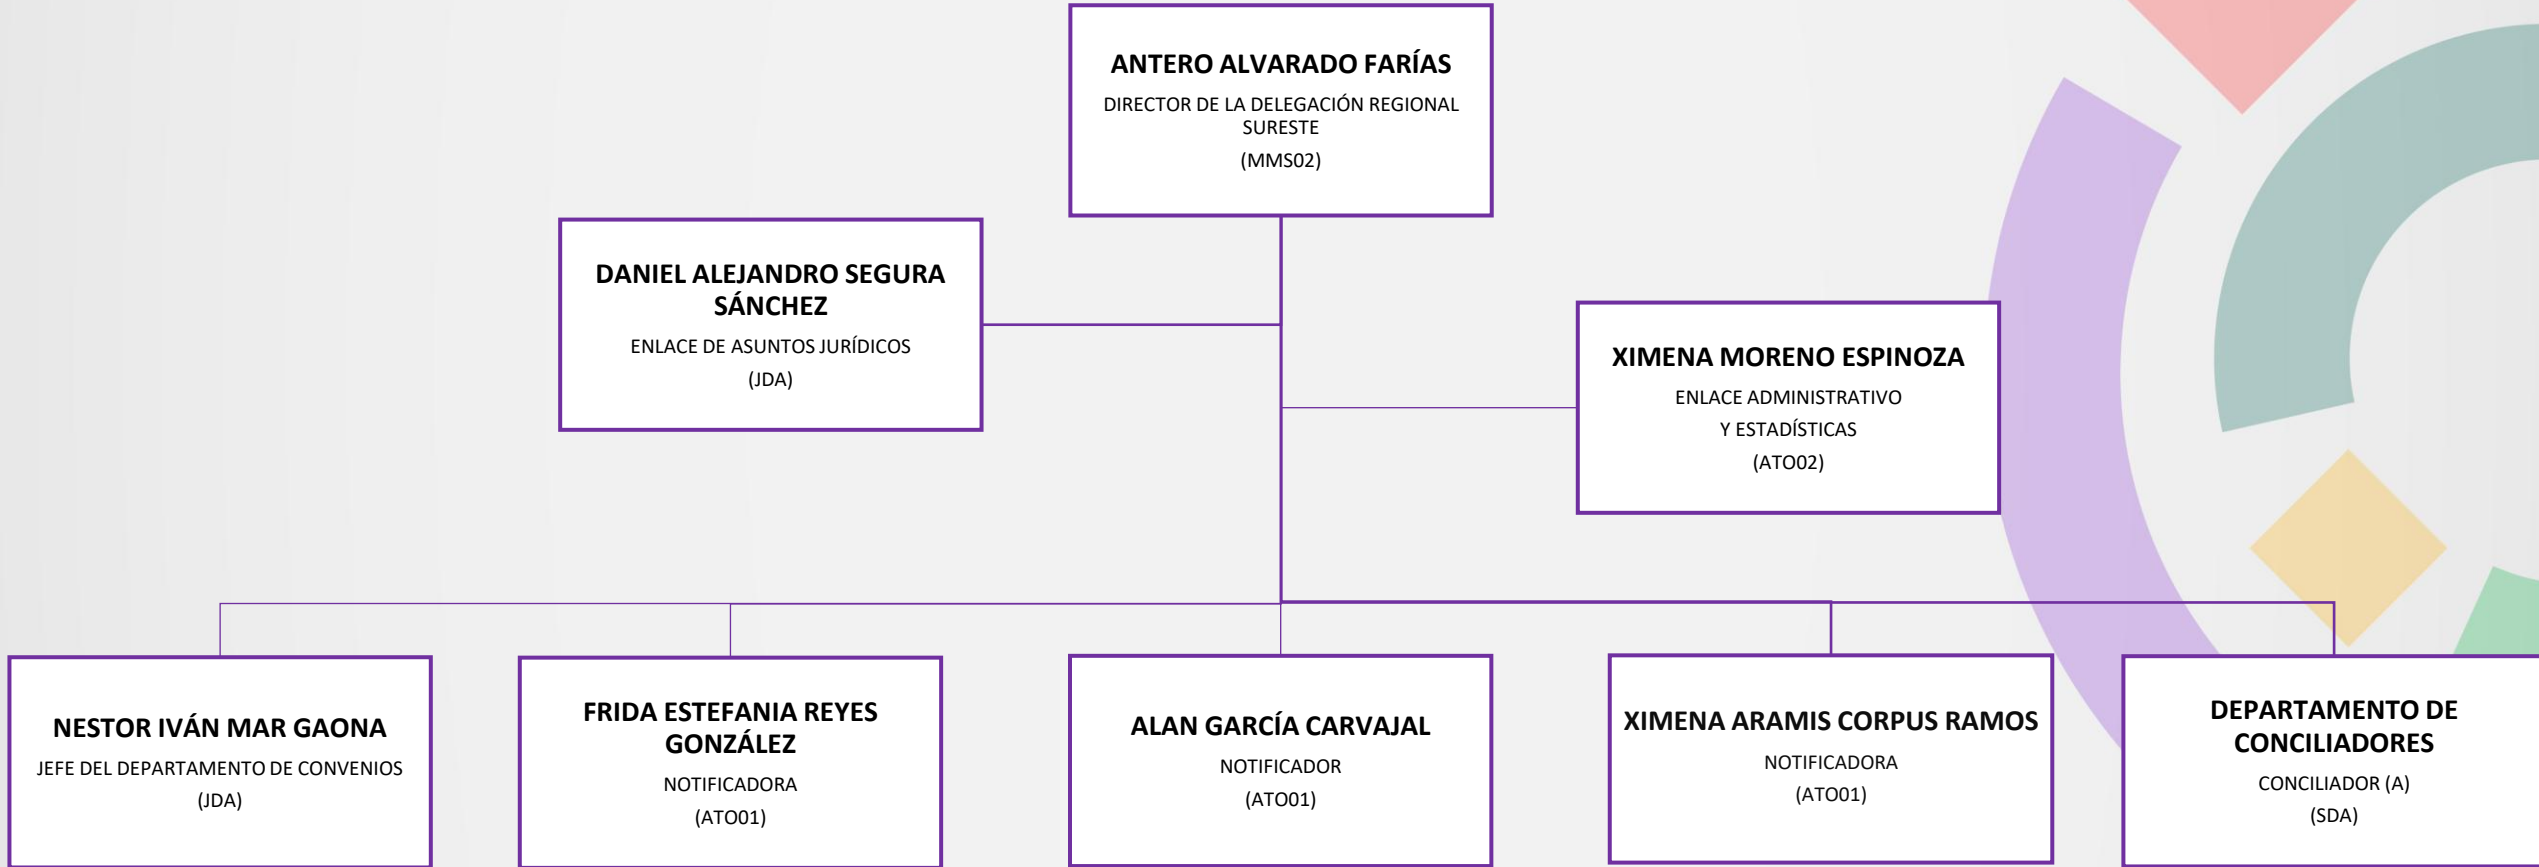 ANTERO ALVARADO FARÍAS
DIRECTOR DE LA DELEGACIÓN REGIONAL
SURESTE
(MMS02)
DANIEL ALEJANDRO SEGURA
SÁNCHEZ
ENLACE DE ASUNTOS JURÍDICOS
(JDA)
XIMENA MORENO ESPINOZA
ENLACE ADMINISTRATIVO
Y ESTADÍSTICAS
(ATO02)
NESTOR IVÁN MAR GAONA
JEFE DEL DEPARTAMENTO DE CONVENIOS
(JDA)
FRIDA ESTEFANIA REYES
GONZÁLEZ
NOTIFICADORA
(ATO01)
ALAN GARCÍA CARVAJAL
NOTIFICADOR
(ATO01)
XIMENA ARAMIS CORPUS RAMOS
NOTIFICADORA
(ATO01)
DEPARTAMENTO DE
CONCILIADORES
CONCILIADOR (A)
(SDA)